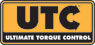 UTC
ULTIMATE TORQUE CONTROL